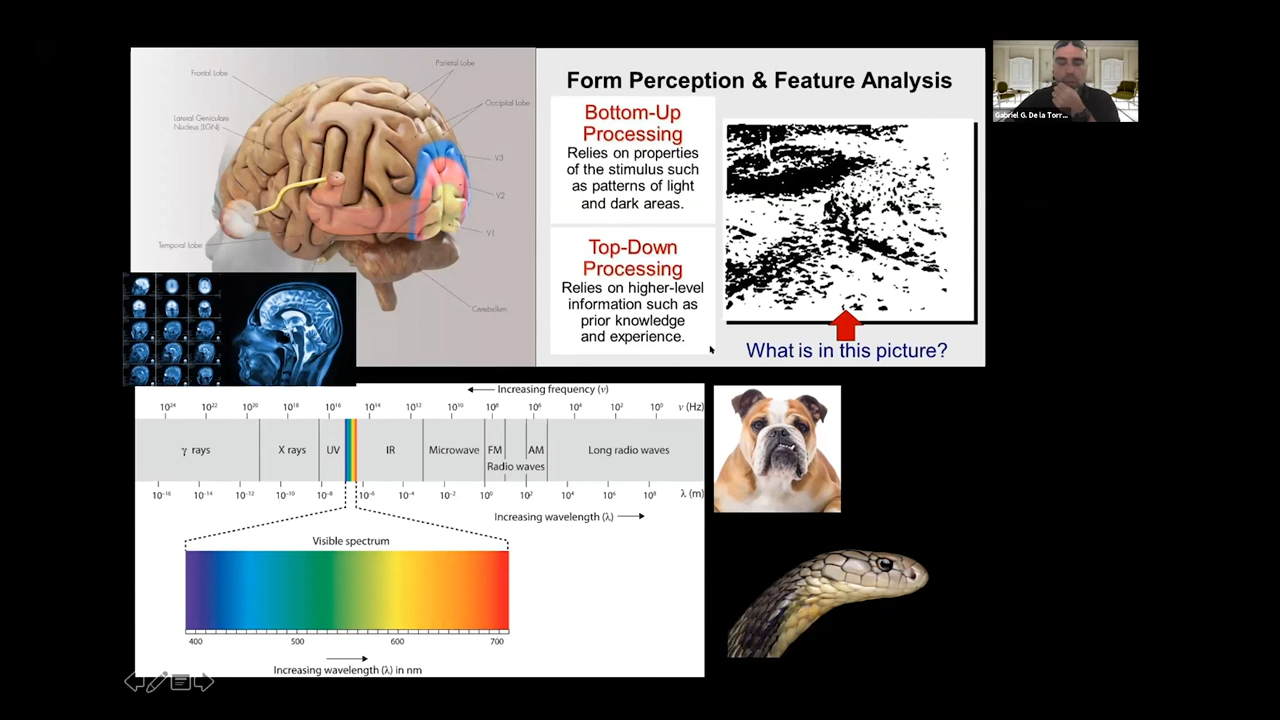 Frontal Lobe
Parietal Lobe
Occipital Lobe
Lateral Geniculate
Nucleus (LGN)
V3
V2
V1
Temporal Lobe
Cerebellum
Form Perception & Feature Analysis
Bottom-Up
Processing
Relies on properties
of the stimulus such
as patterns of light
and dark areas.
Top-Down
Processing
Relies on higher-level
information such as
prior knowledge
and experience.
What is in this picture?
Gabriel G. De la Torr...
Increasing frequency (ν)
10²⁴ 10²² 10²⁰ 10¹⁸ 10¹⁶ 10¹⁴ 10¹² 10¹⁰ 10⁸ 10⁶ 10⁴ 10² 10⁰ ν (Hz)
γ rays X rays UV IR Microwave FM AM Long radio waves
Radio waves
10⁻¹⁶ 10⁻¹⁴ 10⁻¹² 10⁻¹⁰ 10⁻⁸ 10⁻⁶ 10⁻⁴ 10⁻² 10⁰ 10² 10⁴ 10⁶ 10⁸ λ (m)
Increasing wavelength (λ)
Visible spectrum
400 500 600 700
Increasing wavelength (λ) in nm